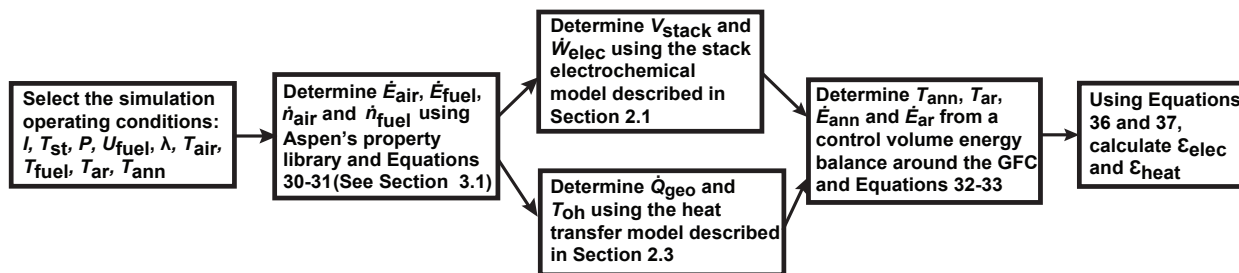 Select the simulation
operating conditions:
I, Tst, P, Ufuel, λ, Tair,
Tfuel, Tar, Tann
Determine Ėair, Ėfuel,
ṅair and ṅfuel using
Aspen's property
library and Equations
30-31(See Section 3.1)
Determine Vstack and
Ẇelec using the stack
electrochemical
model described in
Section 2.1
Determine Q̇geo and
Toh using the heat
transfer model described
in Section 2.3
Determine Tann, Tar,
Ėann and Ėar from a
control volume energy
balance around the GFC
and Equations 32-33
Using Equations
36 and 37,
calculate Ɛelec
and Ɛheat